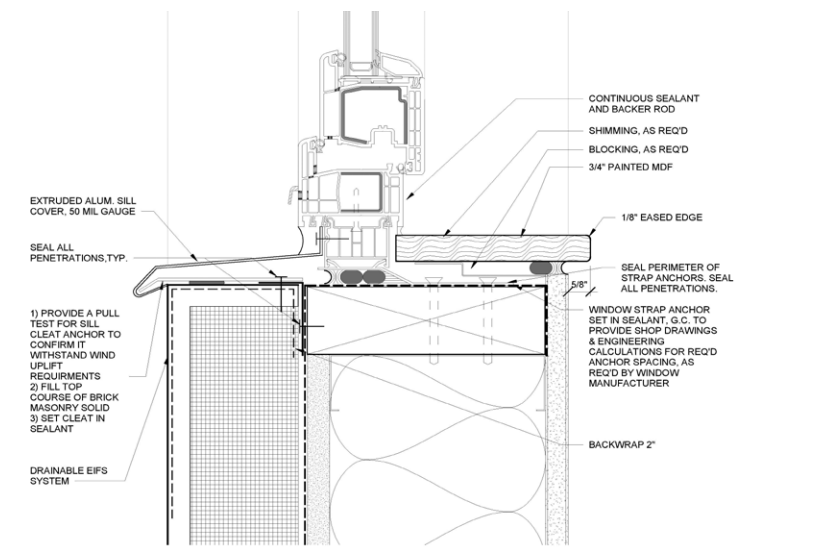 CONTINUOUS SEALANT
AND BACKER ROD
SHIMMING, AS REQ'D
BLOCKING, AS REQ'D
3/4" PAINTED MDF
EXTRUDED ALUM. SILL
COVER, 50 MIL GAUGE
1/8" EASED EDGE
SEAL ALL
PENETRATIONS,TYP.
SEAL PERIMETER OF
STRAP ANCHORS. SEAL
ALL PENETRATIONS.
5/8"
WINDOW STRAP ANCHOR
SET IN SEALANT, G.C. TO
PROVIDE SHOP DRAWINGS
& ENGINEERING
CALCULATIONS FOR REQ'D
ANCHOR SPACING, AS
REQ'D BY WINDOW
MANUFACTURER
1) PROVIDE A PULL
TEST FOR SILL
CLEAT ANCHOR TO
CONFIRM IT
WITHSTAND WIND
UPLIFT
REQUIRMENTS
2) FILL TOP
COURSE OF BRICK
MASONRY SOLID
3) SET CLEAT IN
SEALANT
BACKWRAP 2"
DRAINABLE EIFS
SYSTEM